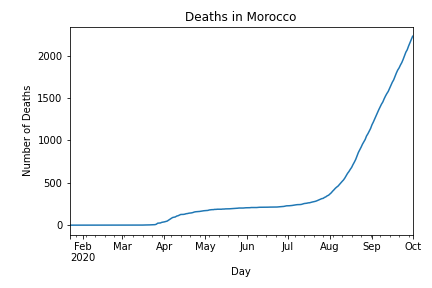 Deaths in Morocco
Number of Deaths
2000
1500
1000
500
0
Feb Mar Apr May Jun Jul Aug Sep Oct
2020
Day